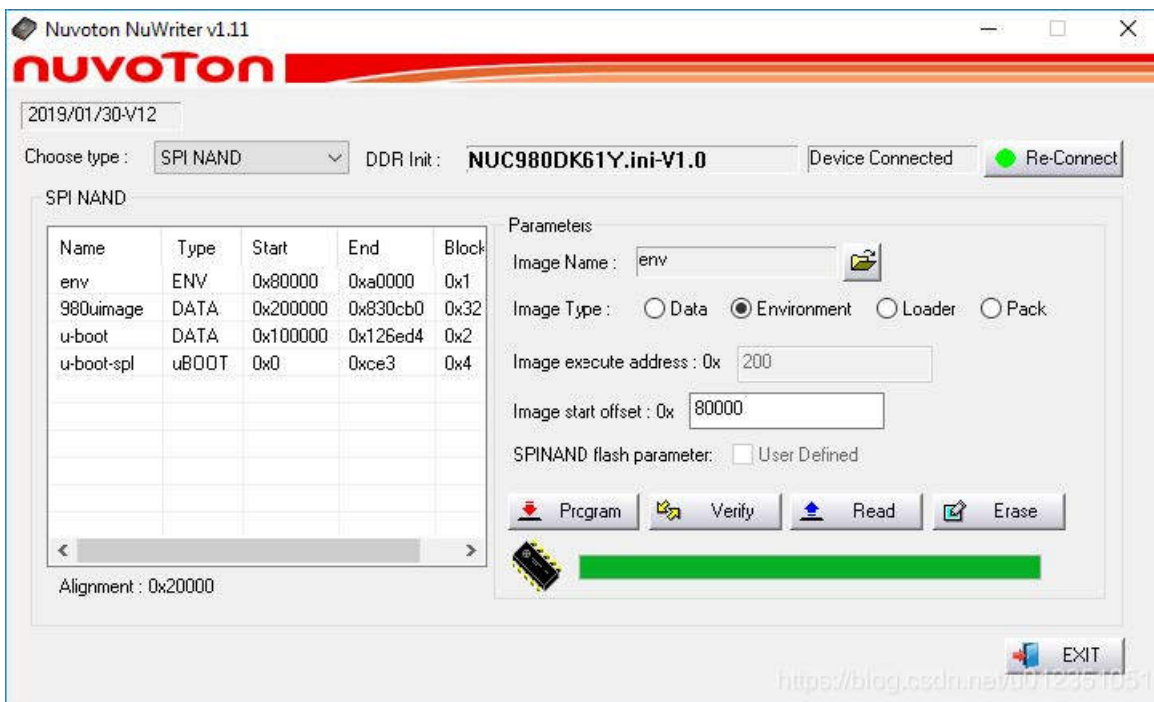 Nuvoton NuWriter v1.11
nuvoTon
2019/01/30-V12
Choose type : SPI NAND DDR Init : NUC980DK61Y.ini-V1.0 Device Connected Re-Connect
SPI NAND
Parameters
Name Type Start End Block
env ENV 0x80000 0xa0000 0x1
980uimage DATA 0x200000 0x830cb0 0x32
u-boot DATA 0x100000 0x126ed4 0x2
u-boot-spl uBOOT 0x0 0xce3 0x4
Image Name : env
Image Type : Data Environment Loader Pack
Image execute address : 0x 200
Image start offset : 0x 80000
SPINAND flash parameter: User Defined
Program Verify Read Erase
Alignment : 0x20000
EXIT
https://blog.csdn.net/u012351051